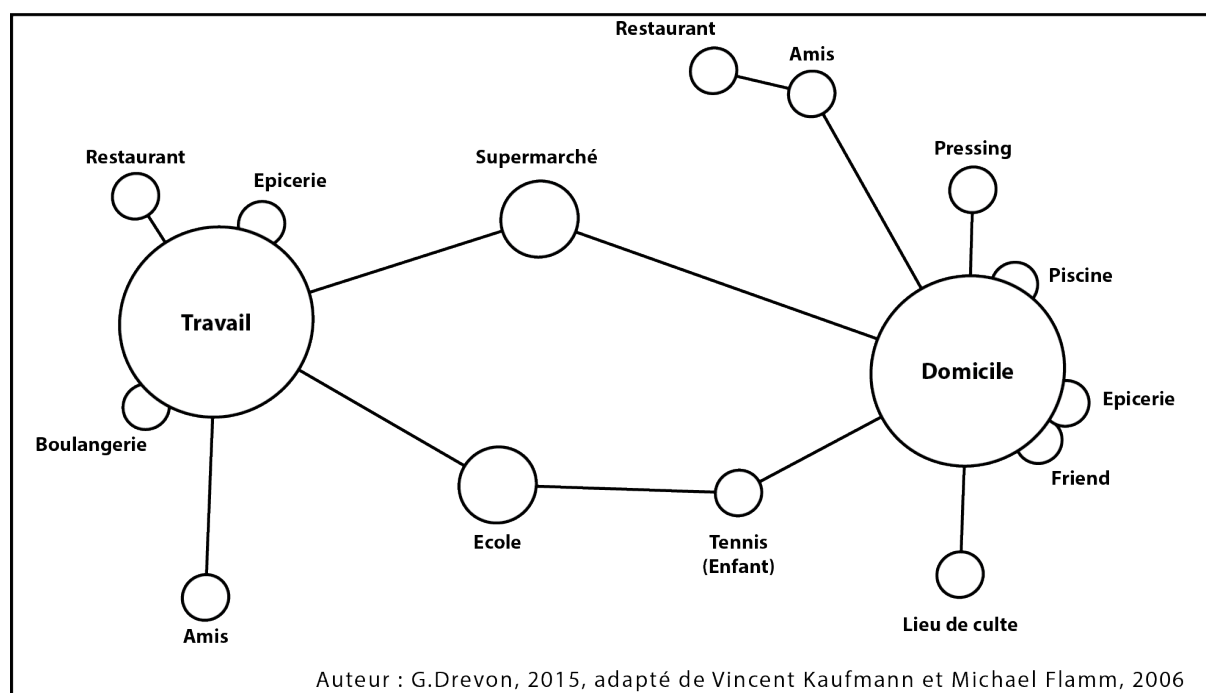 Restaurant
Amis
Restaurant
Epicerie
Supermarché
Pressing
Piscine
Travail
Domicile
Epicerie
Boulangerie
Friend
Ecole
Tennis
(Enfant)
Lieu de culte
Amis
Auteur : G.Drevon, 2015, adapté de Vincent Kaufmann et Michael Flamm, 2006